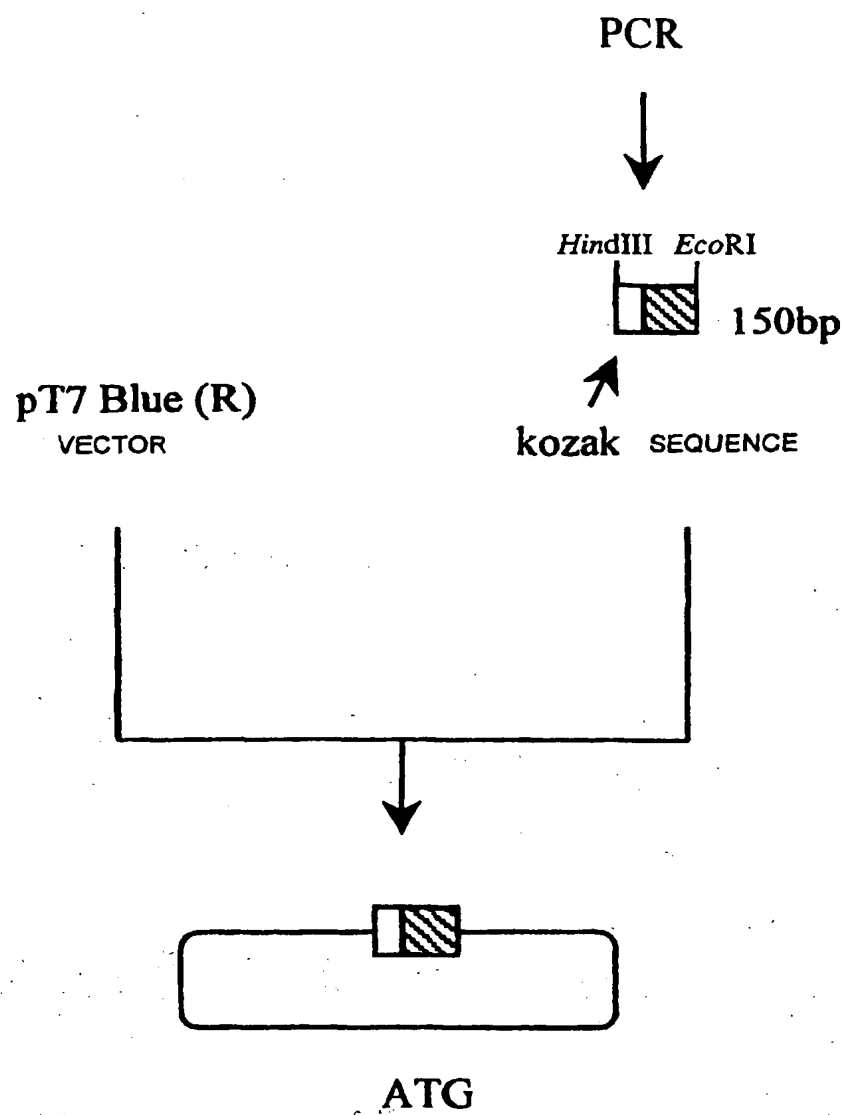 PCR
HindIII EcoRI
150bp
pT7 Blue (R)
VECTOR
kozak SEQUENCE
ATG